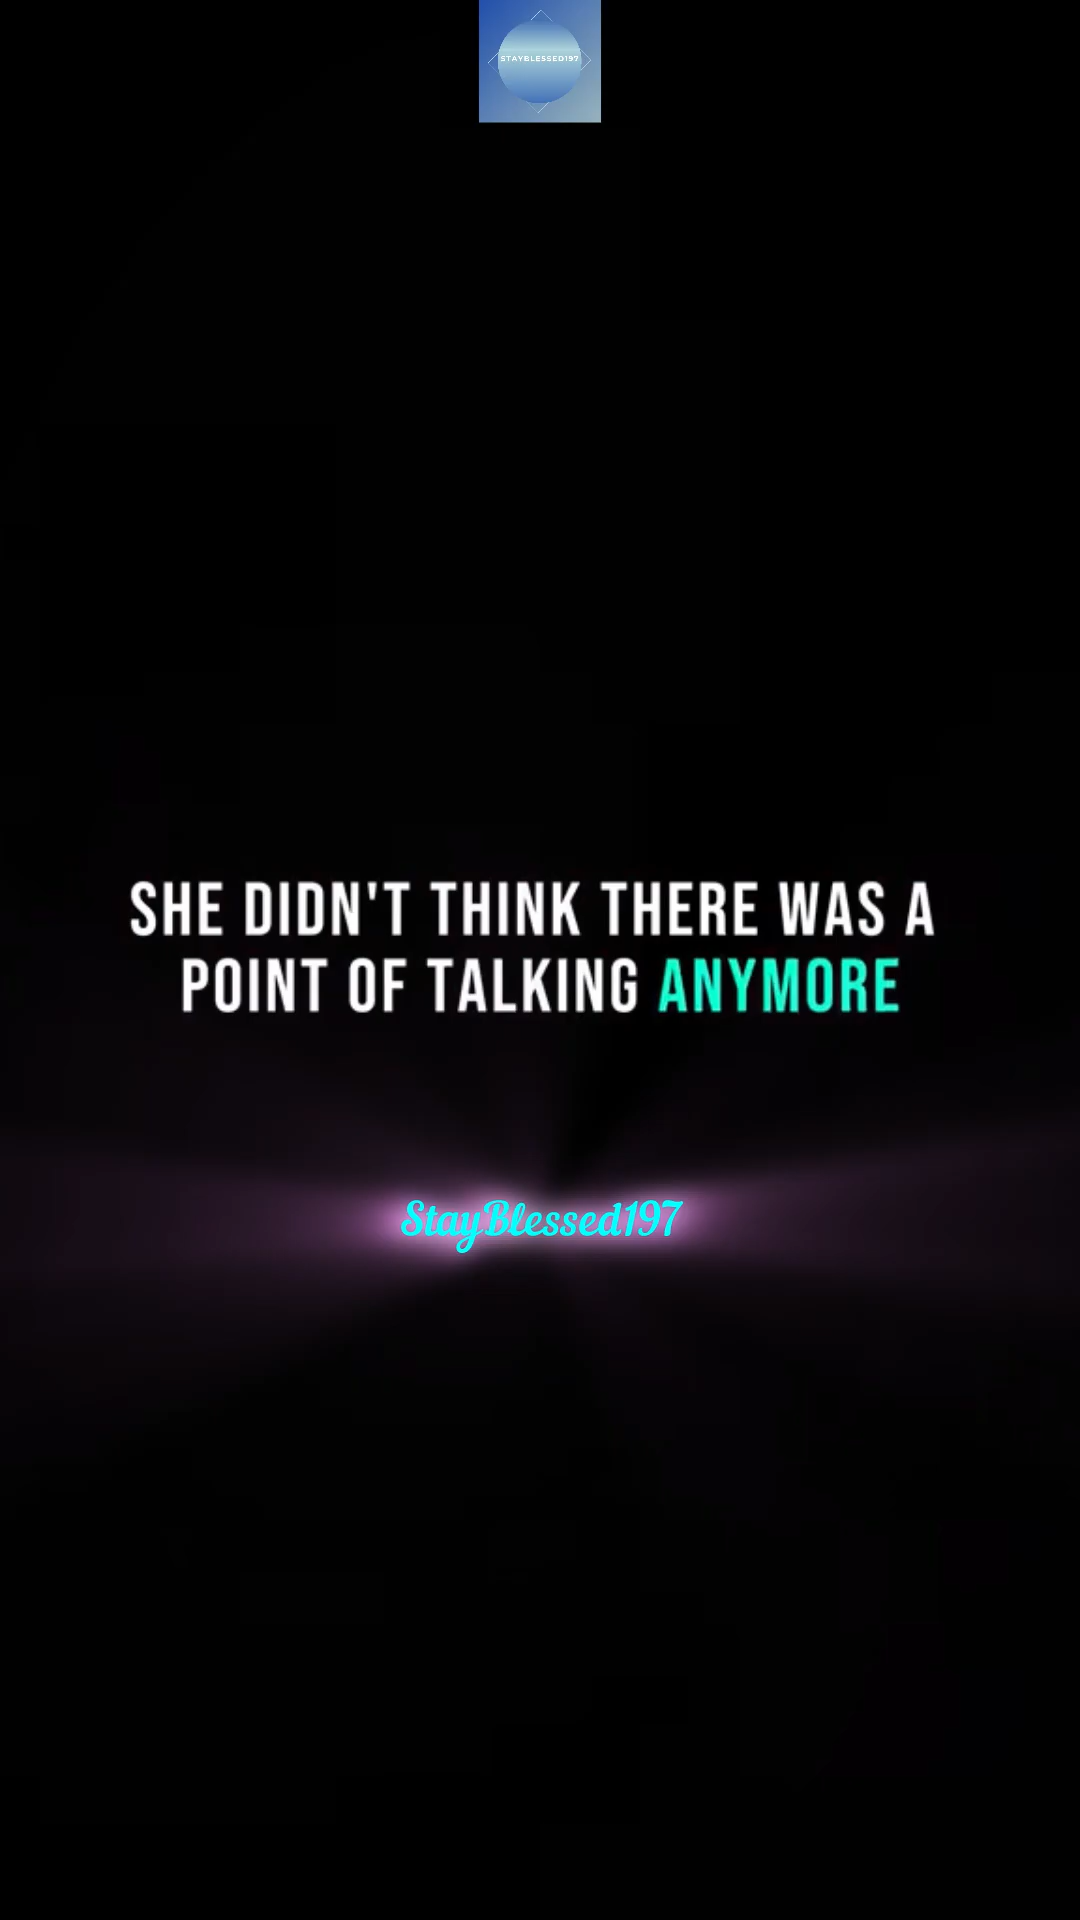 STAYBLESSED197
SHE DIDN'T THINK THERE WAS A
POINT OF TALKING ANYMORE
StayBlessed197